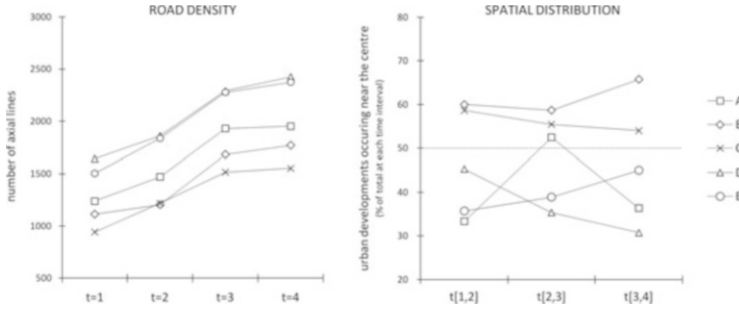 ROAD DENSITY
3000
2500
2000
1500
1000
500
number of axial lines
t=1 t=2 t=3 t=4
SPATIAL DISTRIBUTION
80
70
60
50
40
30
20
urban developments occuring near the centre
(% of total at each time interval)
t[1,2] t[2,3] t[3,4]
A